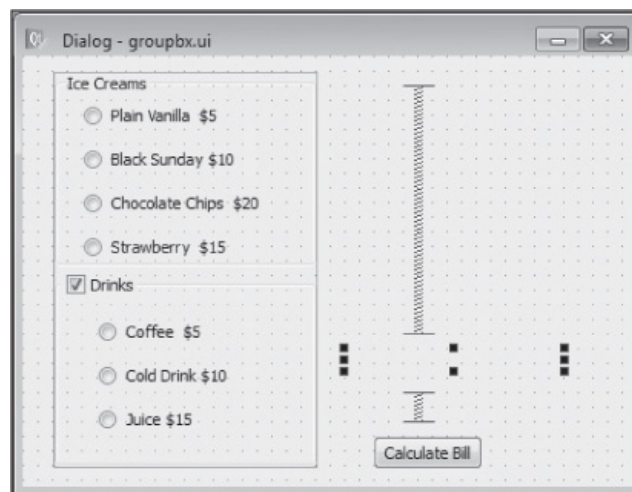 Dialog - groupbx.ui
Ice Creams
Plain Vanilla $5
Black Sunday $10
Chocolate Chips $20
Strawberry $15
Drinks
Coffee $5
Cold Drink $10
Juice $15
Calculate Bill